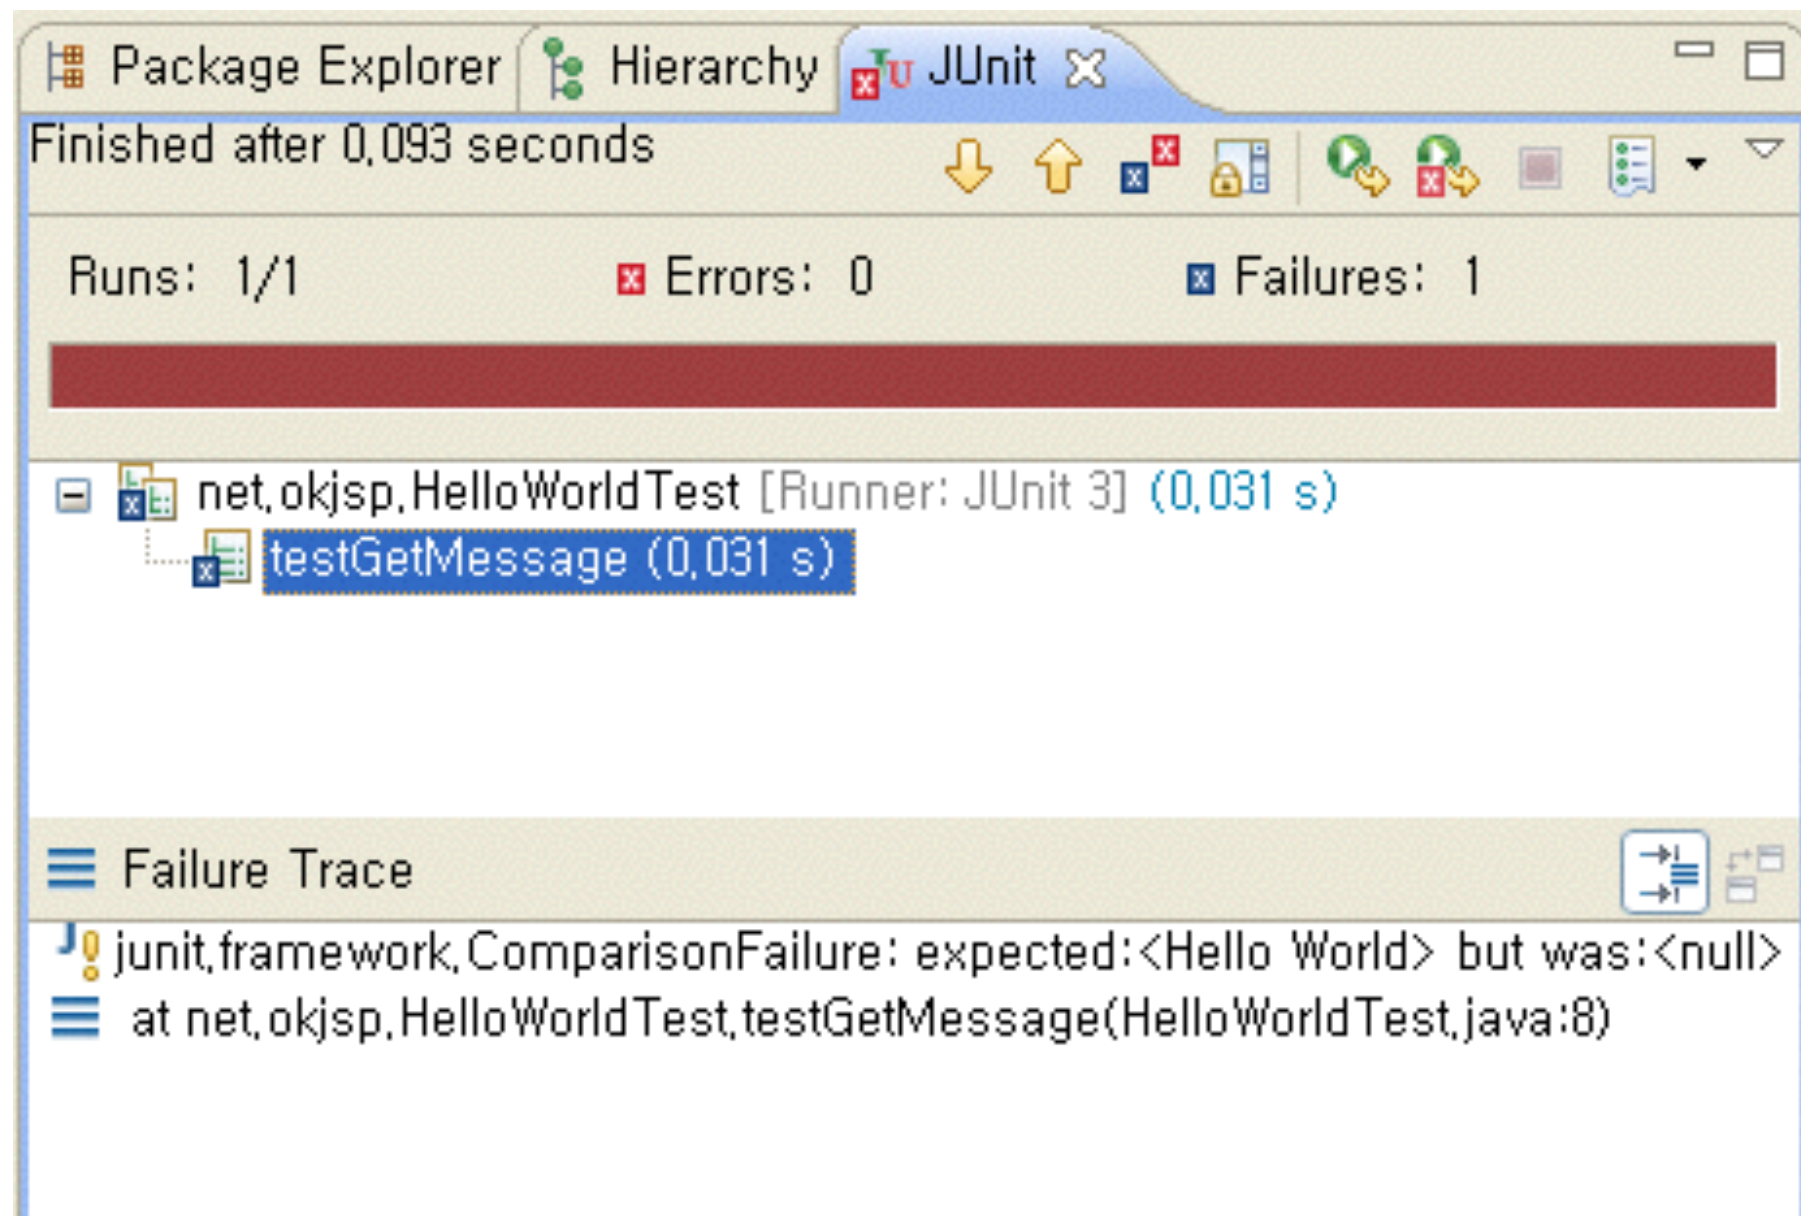 Package Explorer Hierarchy JU JUnit
Finished after 0,093 seconds
Runs: 1/1 Errors: 0 Failures: 1
net.okjsp.HelloWorldTest [Runner: JUnit 3] (0,031 s)
testGetMessage (0,031 s)
Failure Trace
junit.framework.ComparisonFailure: expected:<Hello World> but was:<null>
at net.okjsp.HelloWorldTest.testGetMessage(HelloWorldTest.java:8)